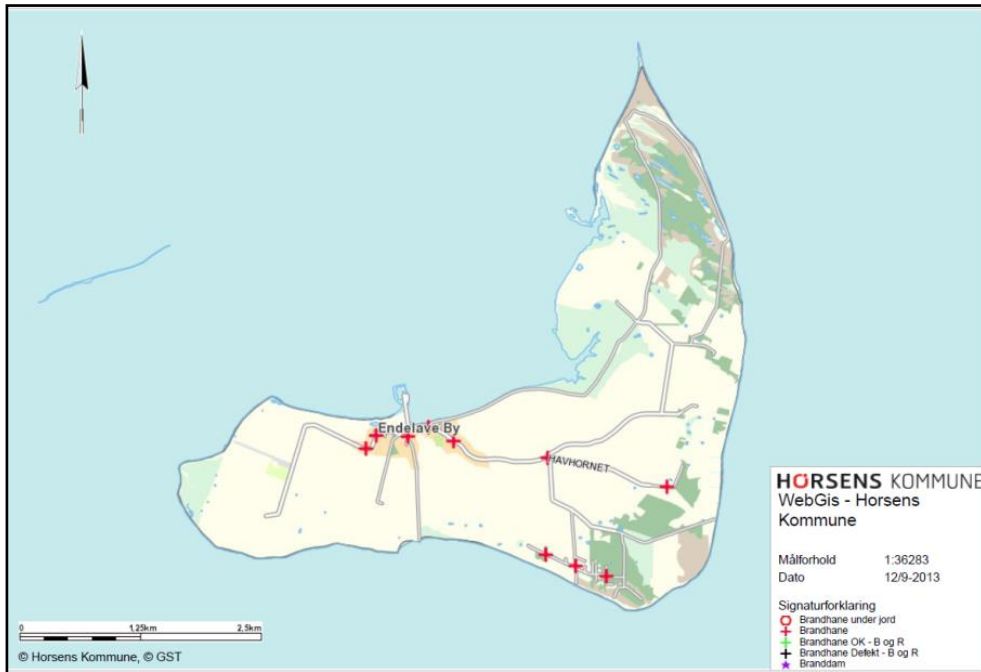 Endelave By
HAVHORNET
HORSENS KOMMUNE
WebGis - Horsens
Kommune
Målforhold 1:36283
Dato 12/9-2013
Signaturforklaring
Brandhane under jord
Brandhane
Brandhane OK - B og R
Brandhane Defekt - B og R
Branddam
0 1,25km 2,5km
© Horsens Kommune, © GST